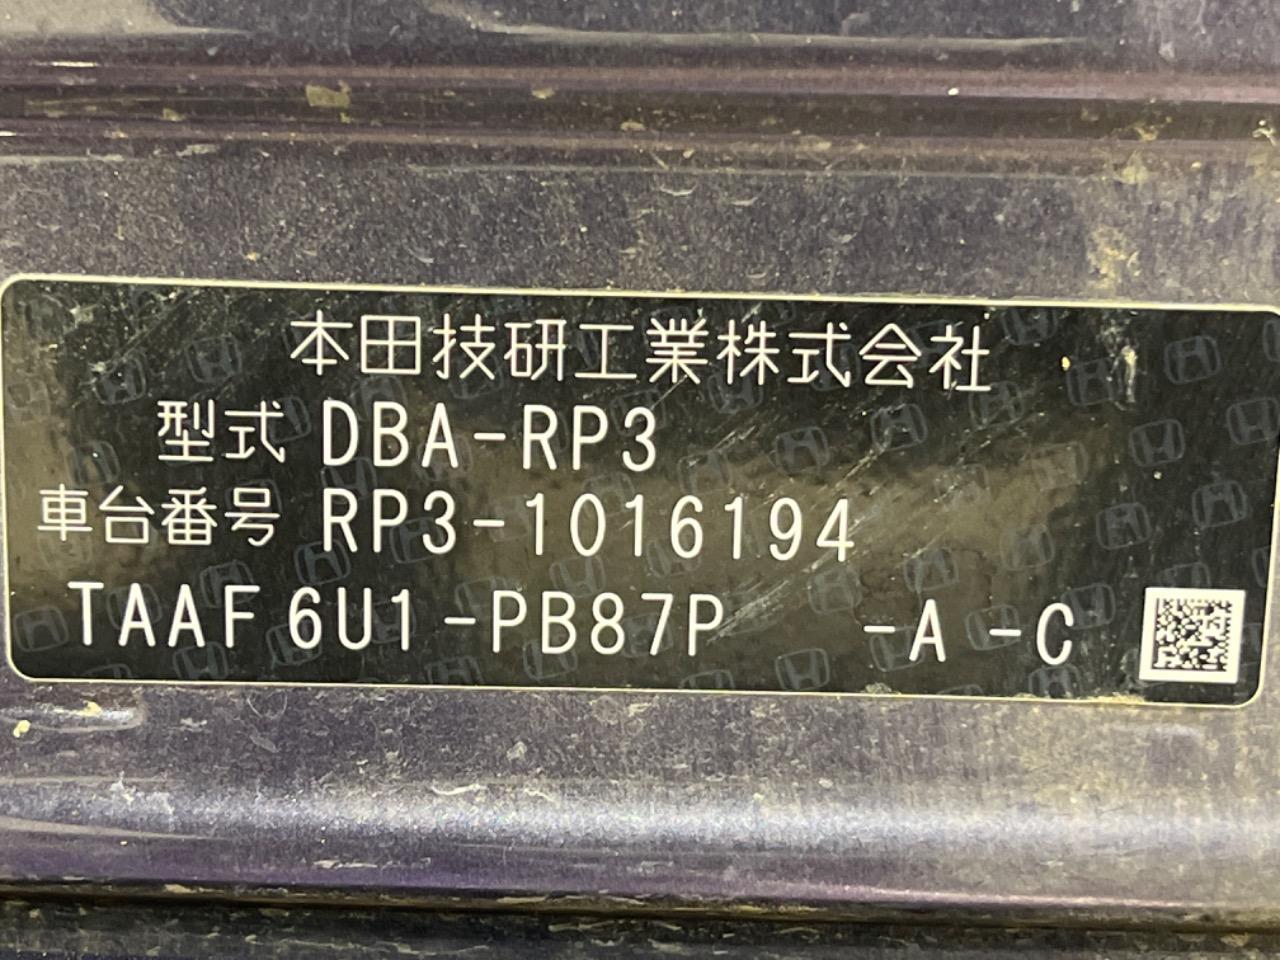 本田技研工業株式会社
型式 DBA-RP3
車台番号 RP3-1016194
TAAF 6U1-PB87P -A -C